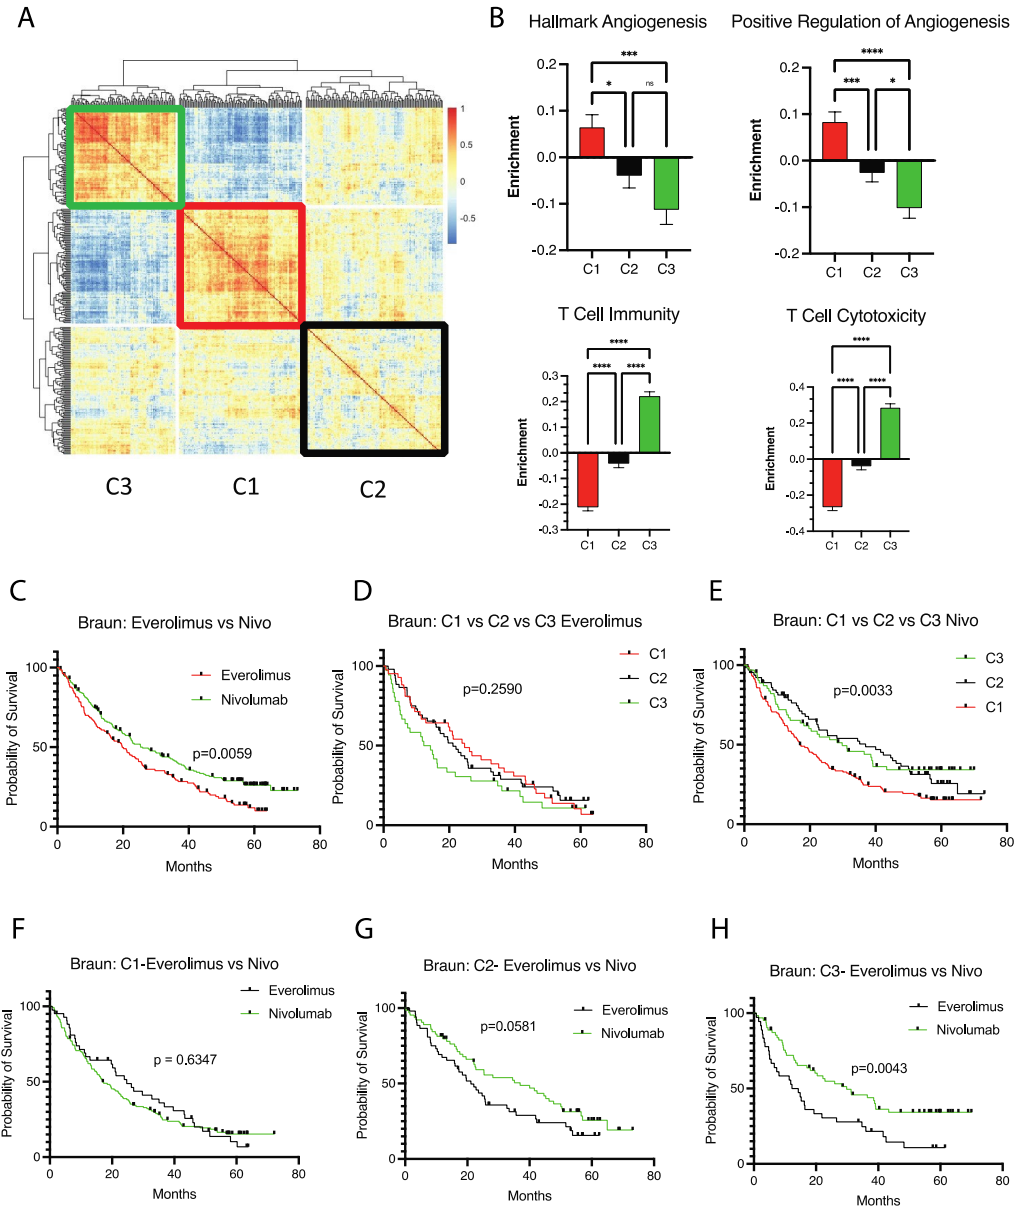 A
1
0.5
0
-0.5
C3
C1
C2
B
Hallmark Angiogenesis
***
*
ns
0.2
0.1
0.0
-0.1
-0.2
Enrichment
C1
C2
C3
Positive Regulation of Angiogenesis
****
***
*
0.2
0.1
0.0
-0.1
-0.2
Enrichment
C1
C2
C3
T Cell Immunity
****
****
****
0.3
0.2
0.1
0.0
-0.1
-0.2
-0.3
Enrichment
C1
C2
C3
T Cell Cytotoxicity
****
****
****
0.4
0.2
0.0
-0.2
-0.4
Enrichment
C1
C2
C3
C
Braun: Everolimus vs Nivo
Everolimus
Nivolumab
p=0.0059
100
50
0
Probability of Survival
0
20
40
60
80
Months
D
Braun: C1 vs C2 vs C3 Everolimus
C1
C2
C3
p=0.2590
100
50
0
Probability of Survival
0
20
40
60
80
Months
E
Braun: C1 vs C2 vs C3 Nivo
C3
C2
C1
p=0.0033
100
50
0
Probability of Survival
0
20
40
60
80
Months
F
Braun: C1-Everolimus vs Nivo
Everolimus
Nivolumab
p = 0.6347
100
50
0
Probability of Survival
0
20
40
60
80
Months
G
Braun: C2- Everolimus vs Nivo
Everolimus
Nivolumab
p=0.0581
100
50
0
Probability of Survival
0
20
40
60
80
Months
H
Braun: C3- Everolimus vs Nivo
Everolimus
Nivolumab
p=0.0043
100
50
0
Probability of Survival
0
20
40
60
80
Months